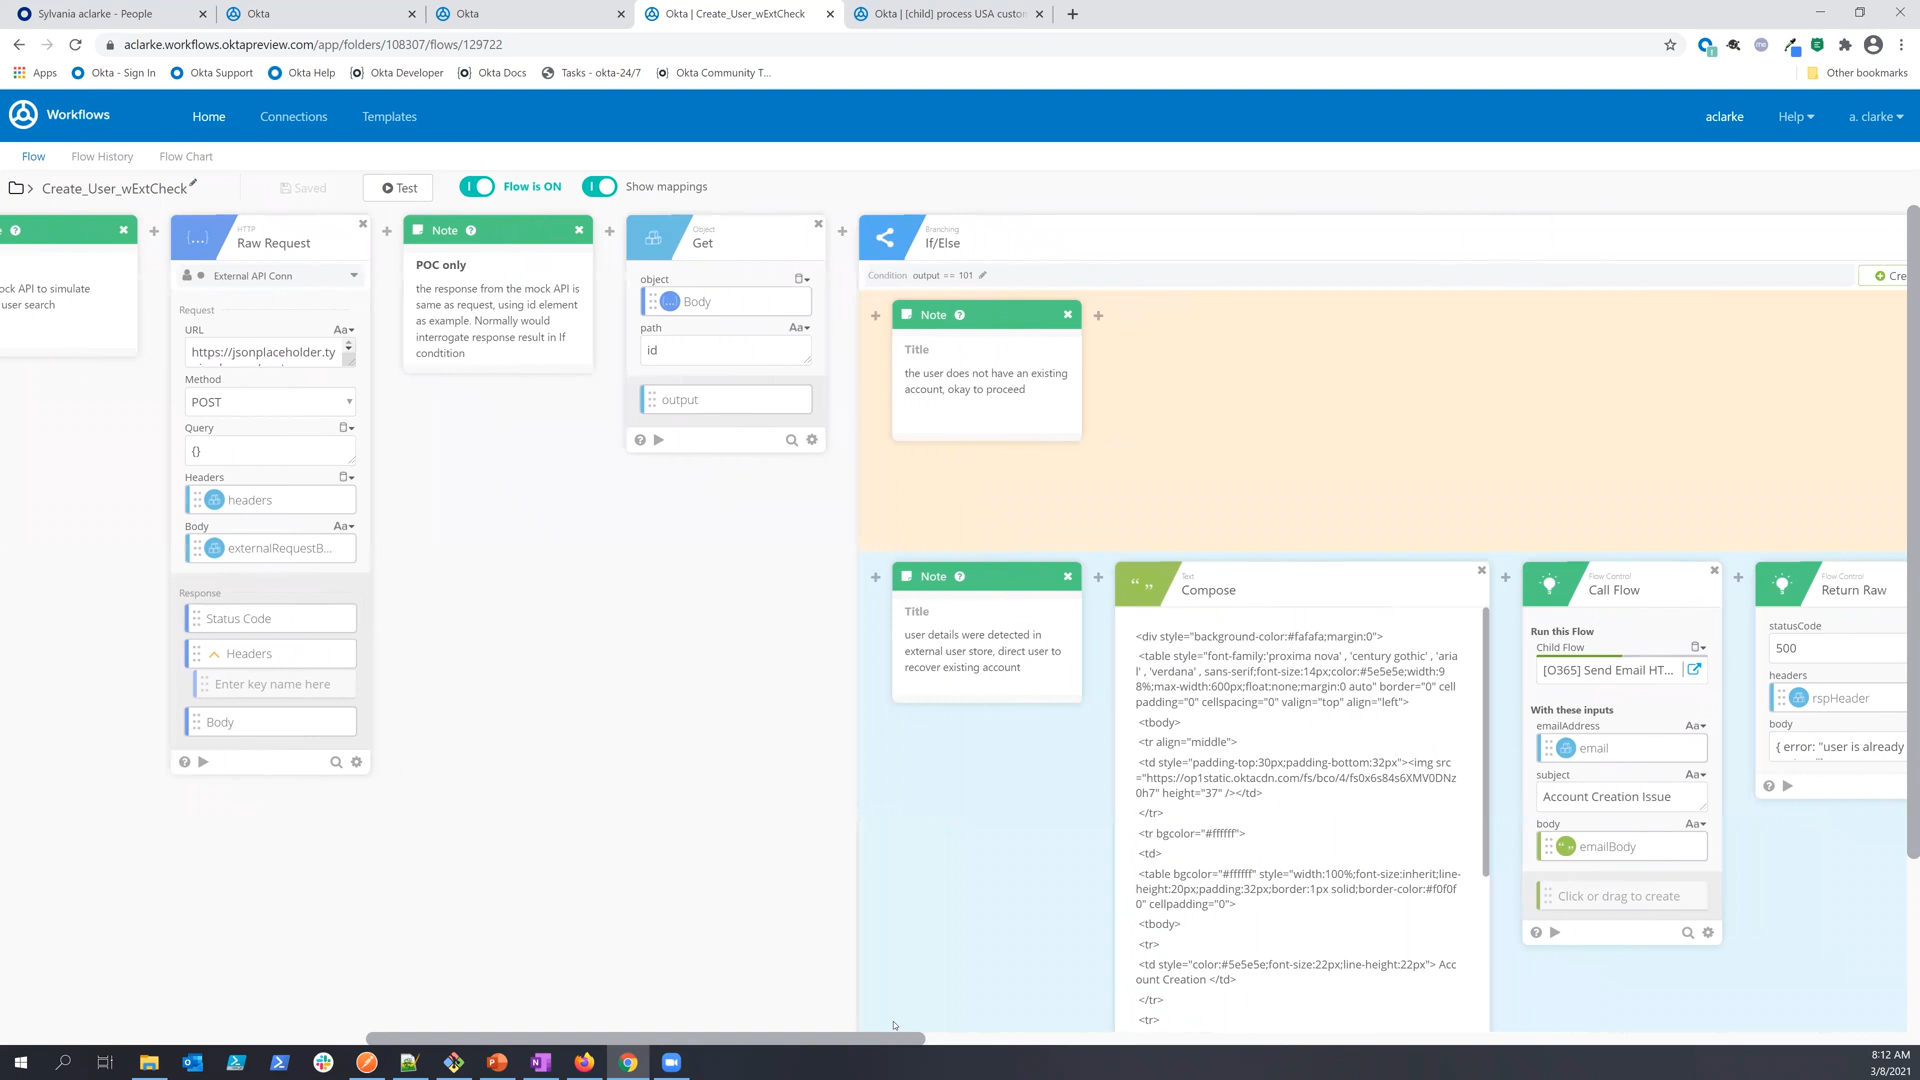 Sylvania aclarke - People
Okta
Okta
Okta | Create_User_wExtCheck
Okta | [child] process USA custom
aclarke.workflows.oktapreview.com/app/folders/108307/flows/129722
Apps
Okta - Sign In
Okta Support
Okta Help
Okta Developer
Okta Docs
Tasks - okta-24/7
Okta Community T...
Other bookmarks
Workflows
Home
Connections
Templates
aclarke
Help
a. clarke
Flow
Flow History
Flow Chart
Create_User_wExtCheck
Saved
Test
Flow is ON
Show mappings
ock API to simulate
user search
HTTP
Raw Request
External API Conn
Request
URL
Aa
https://jsonplaceholder.ty
Method
POST
Query
{}
Headers
headers
Body
Aa
externalRequestB...
Response
Status Code
Headers
Enter key name here
Body
Note
POC only
the response from the mock API is
same as request, using id element
as example. Normally would
interrogate response result in If
condtition
Object
Get
object
Body
path
Aa
id
output
Branching
If/Else
Condition output == 101
Cre
Note
Title
the user does not have an existing
account, okay to proceed
Note
Title
user details were detected in
external user store, direct user to
recover existing account
Text
Compose
<div style="background-color:#fafafa;margin:0">
<table style="font-family:'proxima nova' , 'century gothic' , 'aria
l' , 'verdana' , sans-serif;font-size:14px;color:#5e5e5e;width:9
8%;max-width:600px;float:none;margin:0 auto" border="0" cell
padding="0" cellspacing="0" valign="top" align="left">
<tbody>
<tr align="middle">
<td style="padding-top:30px;padding-bottom:32px"><img src
="https://op1static.oktacdn.com/fs/bco/4/fs0x6s84s6XMV0DNz
0h7" height="37" /></td>
</tr>
<tr bgcolor="#ffffff">
<td>
<table bgcolor="#ffffff" style="width:100%;font-size:inherit;line-
height:20px;padding:32px;border:1px solid;border-color:#f0f0f
0" cellpadding="0">
<tbody>
<tr>
<td style="color:#5e5e5e;font-size:22px;line-height:22px"> Acc
ount Creation </td>
</tr>
<tr>
Flow Control
Call Flow
Run this Flow
Child Flow
[O365] Send Email HT...
With these inputs
emailAddress
Aa
email
subject
Aa
Account Creation Issue
body
Aa
emailBody
Click or drag to create
Flow Control
Return Raw
statusCode
500
headers
rspHeader
body
{ error: "user is already
8:12 AM
3/8/2021